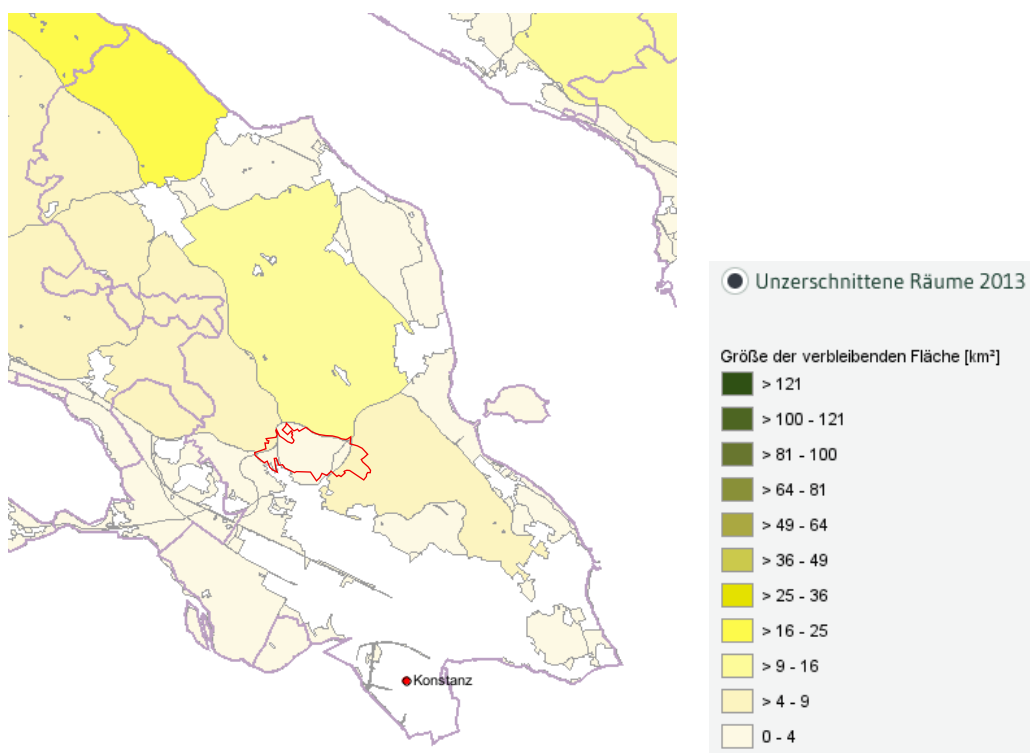 Konstanz
Unzerschnittene Räume 2013
Größe der verbleibenden Fläche [km²]
> 121
> 100 - 121
> 81 - 100
> 64 - 81
> 49 - 64
> 36 - 49
> 25 - 36
> 16 - 25
> 9 - 16
> 4 - 9
0 - 4